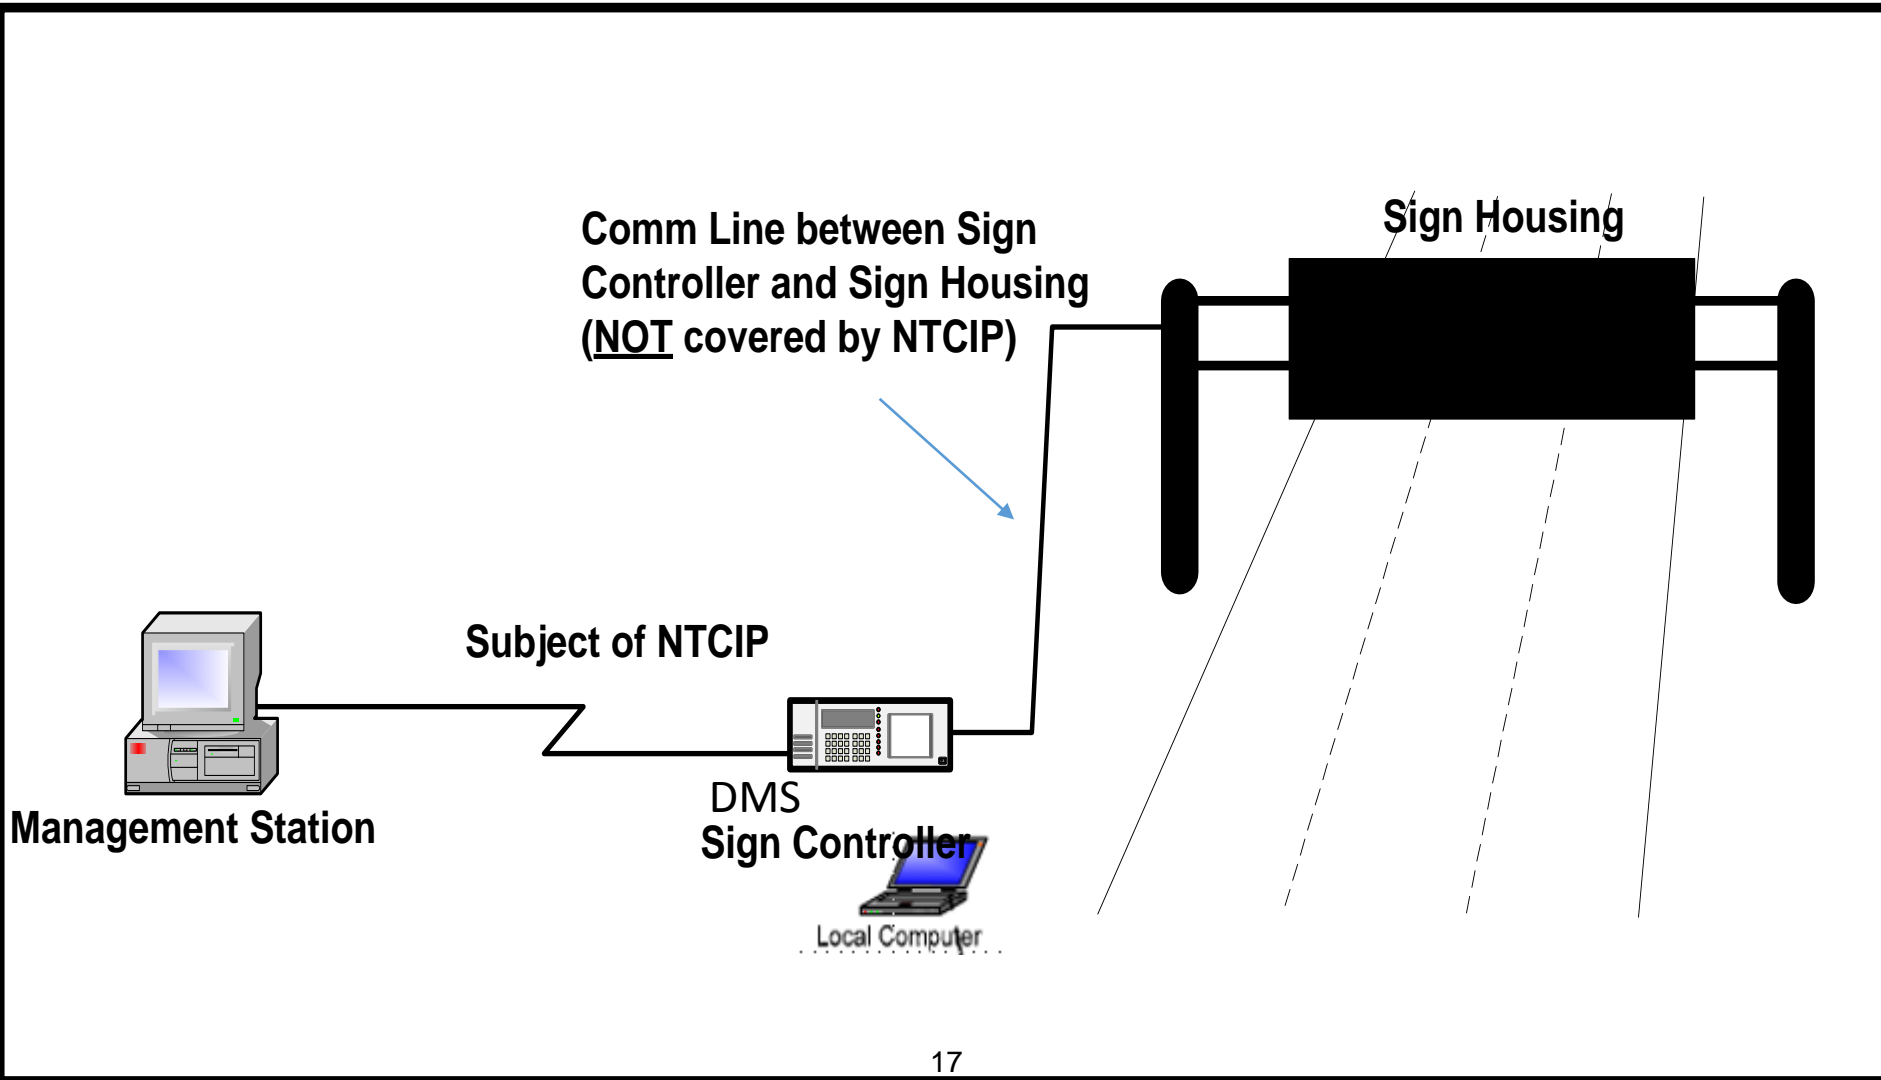 Comm Line between Sign
Controller and Sign Housing
(NOT covered by NTCIP)
Sign Housing
Subject of NTCIP
Management Station
DMS
Sign Controller
Local Computer
17